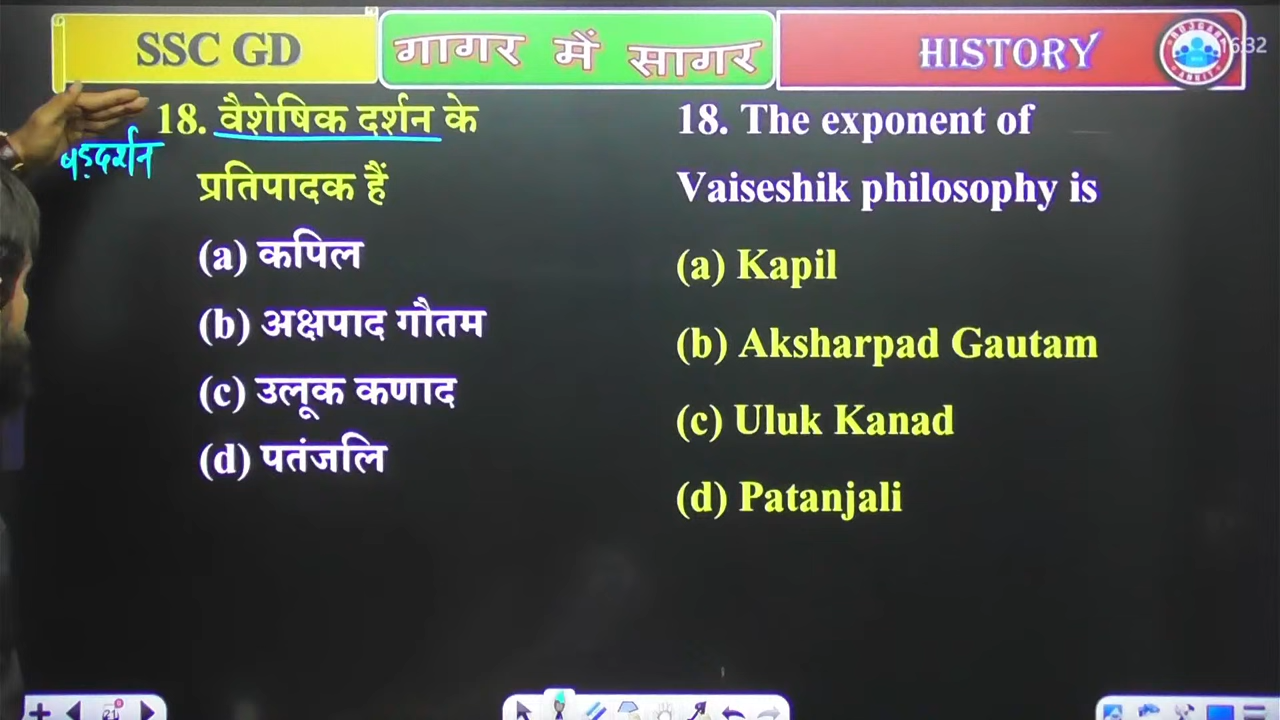 SSC GD
गागर में सागर
HISTORY
16:32
18. वैशेषिक दर्शन के
षड्दर्शन
प्रतिपादक हैं
(a) कपिल
(b) अक्षपाद गौतम
(c) उलूक कणाद
(d) पतंजलि
18. The exponent of
Vaiseshik philosophy is
(a) Kapil
(b) Aksharpad Gautam
(c) Uluk Kanad
(d) Patanjali
21